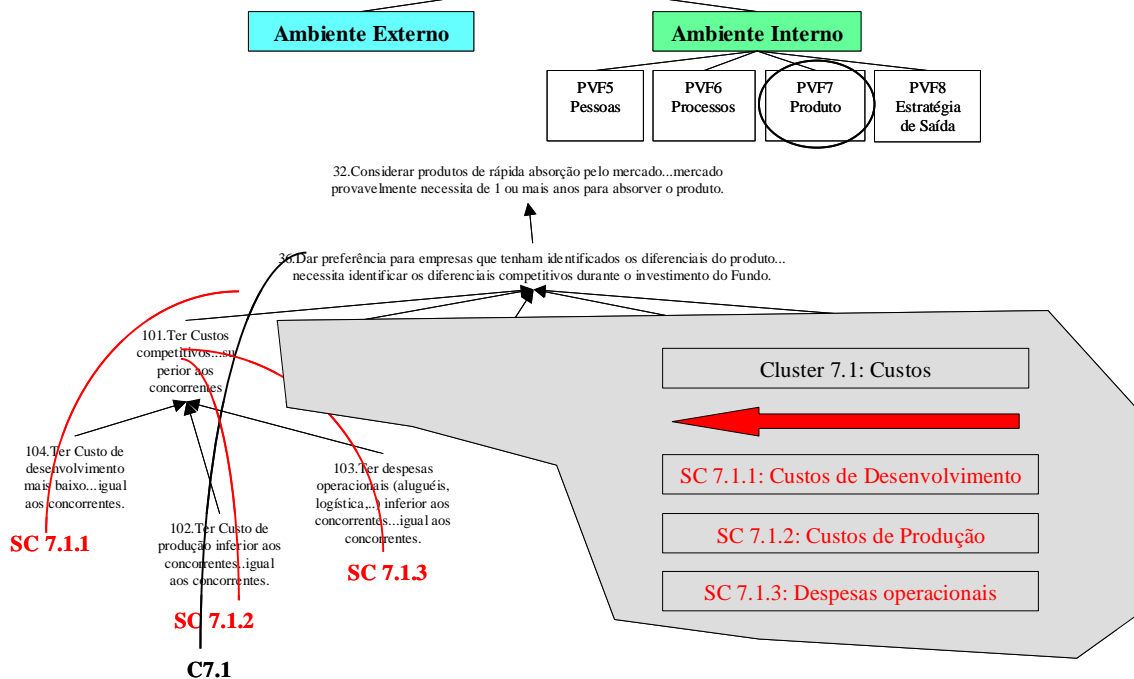 Ambiente Externo
Ambiente Interno
PVF5
Pessoas
PVF6
Processos
PVF7
Produto
PVF8
Estratégia
de Saída
32.Considerar produtos de rápida absorção pelo mercado...mercado
provavelmente necessita de 1 ou mais anos para absorver o produto.
36.Dar preferência para empresas que tenham identificados os diferenciais do produto...
necessita identificar os diferenciais competitivos durante o investimento do Fundo.
101.Ter Custos
competitivos...su
perior aos
concorrentes
104.Ter Custo de
desenvolvimento
mais baixo...igual
aos concorrentes.
SC 7.1.1
102.Ter Custo de
produção inferior aos
concorrentes..igual
aos concorrentes.
SC 7.1.2
103.Ter despesas
operacionais (aluguéis,
logística,..) inferior aos
concorrentes...igual aos
concorrentes.
SC 7.1.3
C7.1
Cluster 7.1: Custos
SC 7.1.1: Custos de Desenvolvimento
SC 7.1.2: Custos de Produção
SC 7.1.3: Despesas operacionais